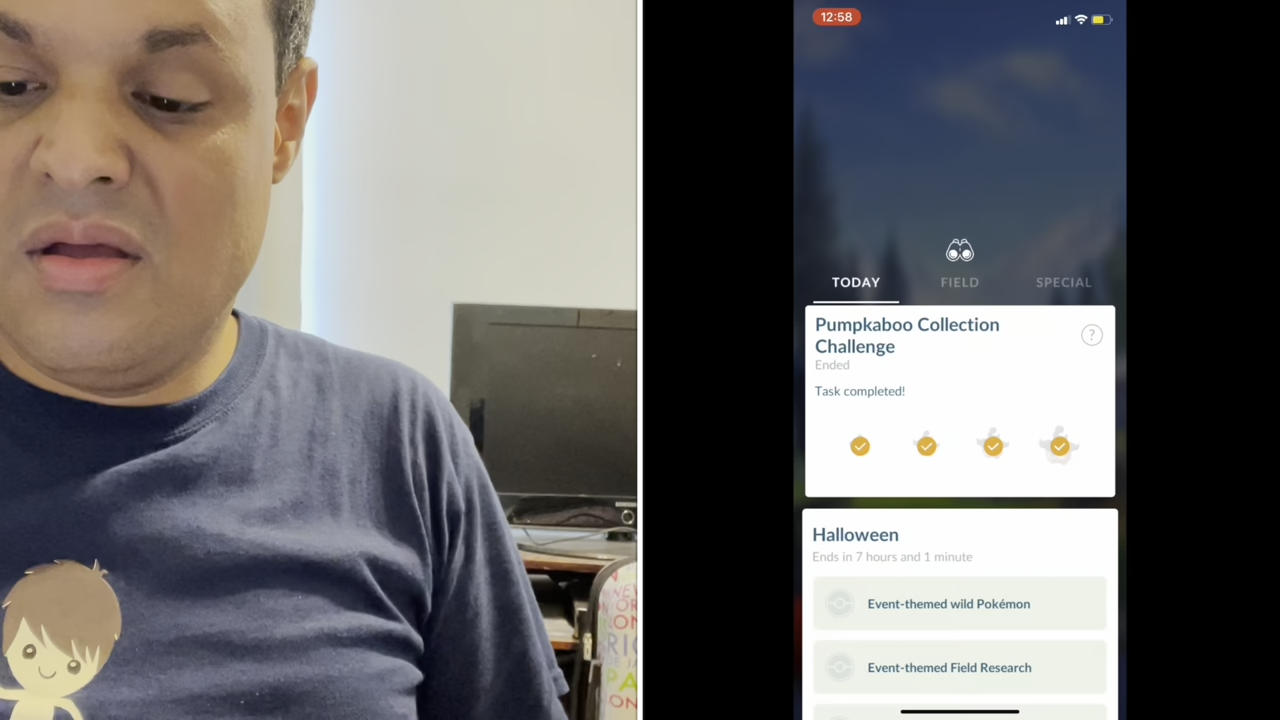 12:58
TODAY
FIELD
SPECIAL
Pumpkaboo Collection
Challenge
?
Ended
Task completed!
Halloween
Ends in 7 hours and 1 minute
Event-themed wild Pokémon
Event-themed Field Research